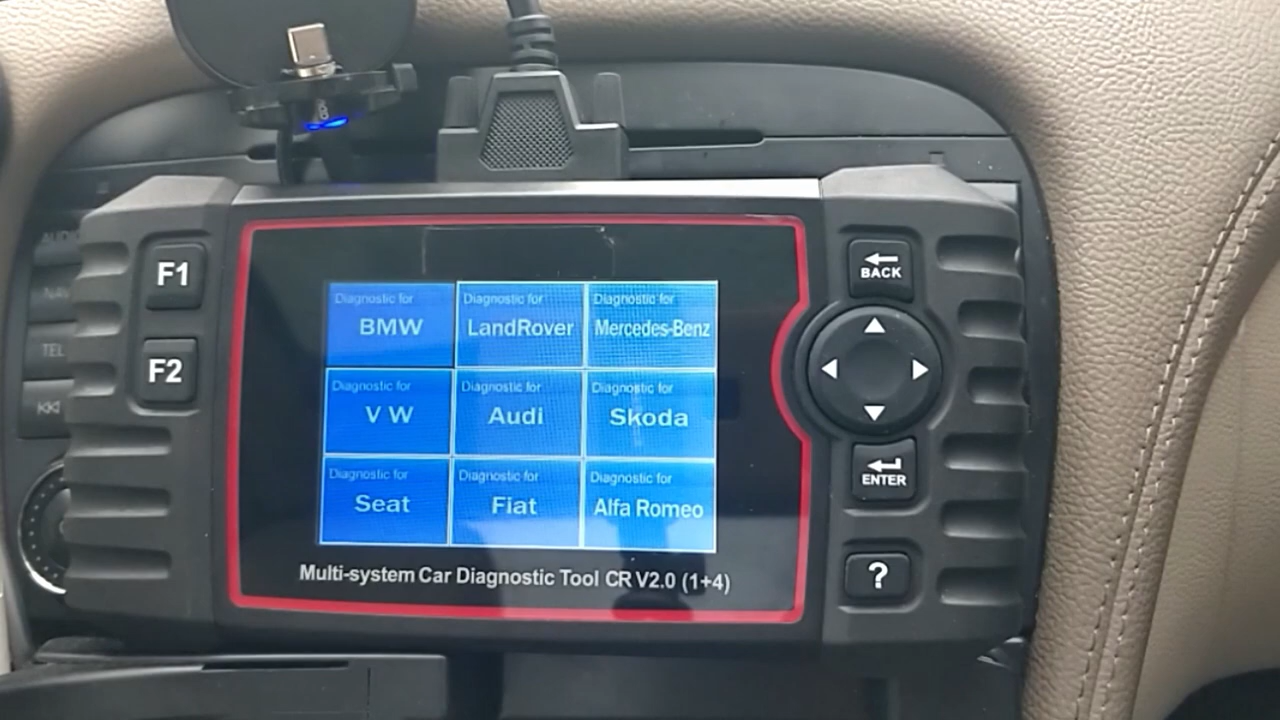 AUDIO
NAV
TEL
F1
F2
Diagnostic for
BMW
Diagnostic for
LandRover
Diagnostic for
Mercedes-Benz
Diagnostic for
V W
Diagnostic for
Audi
Diagnostic for
Skoda
Diagnostic for
Seat
Diagnostic for
Fiat
Diagnostic for
Alfa Romeo
Multi-system Car Diagnostic Tool CR V2.0 (1+4)
BACK
ENTER
?